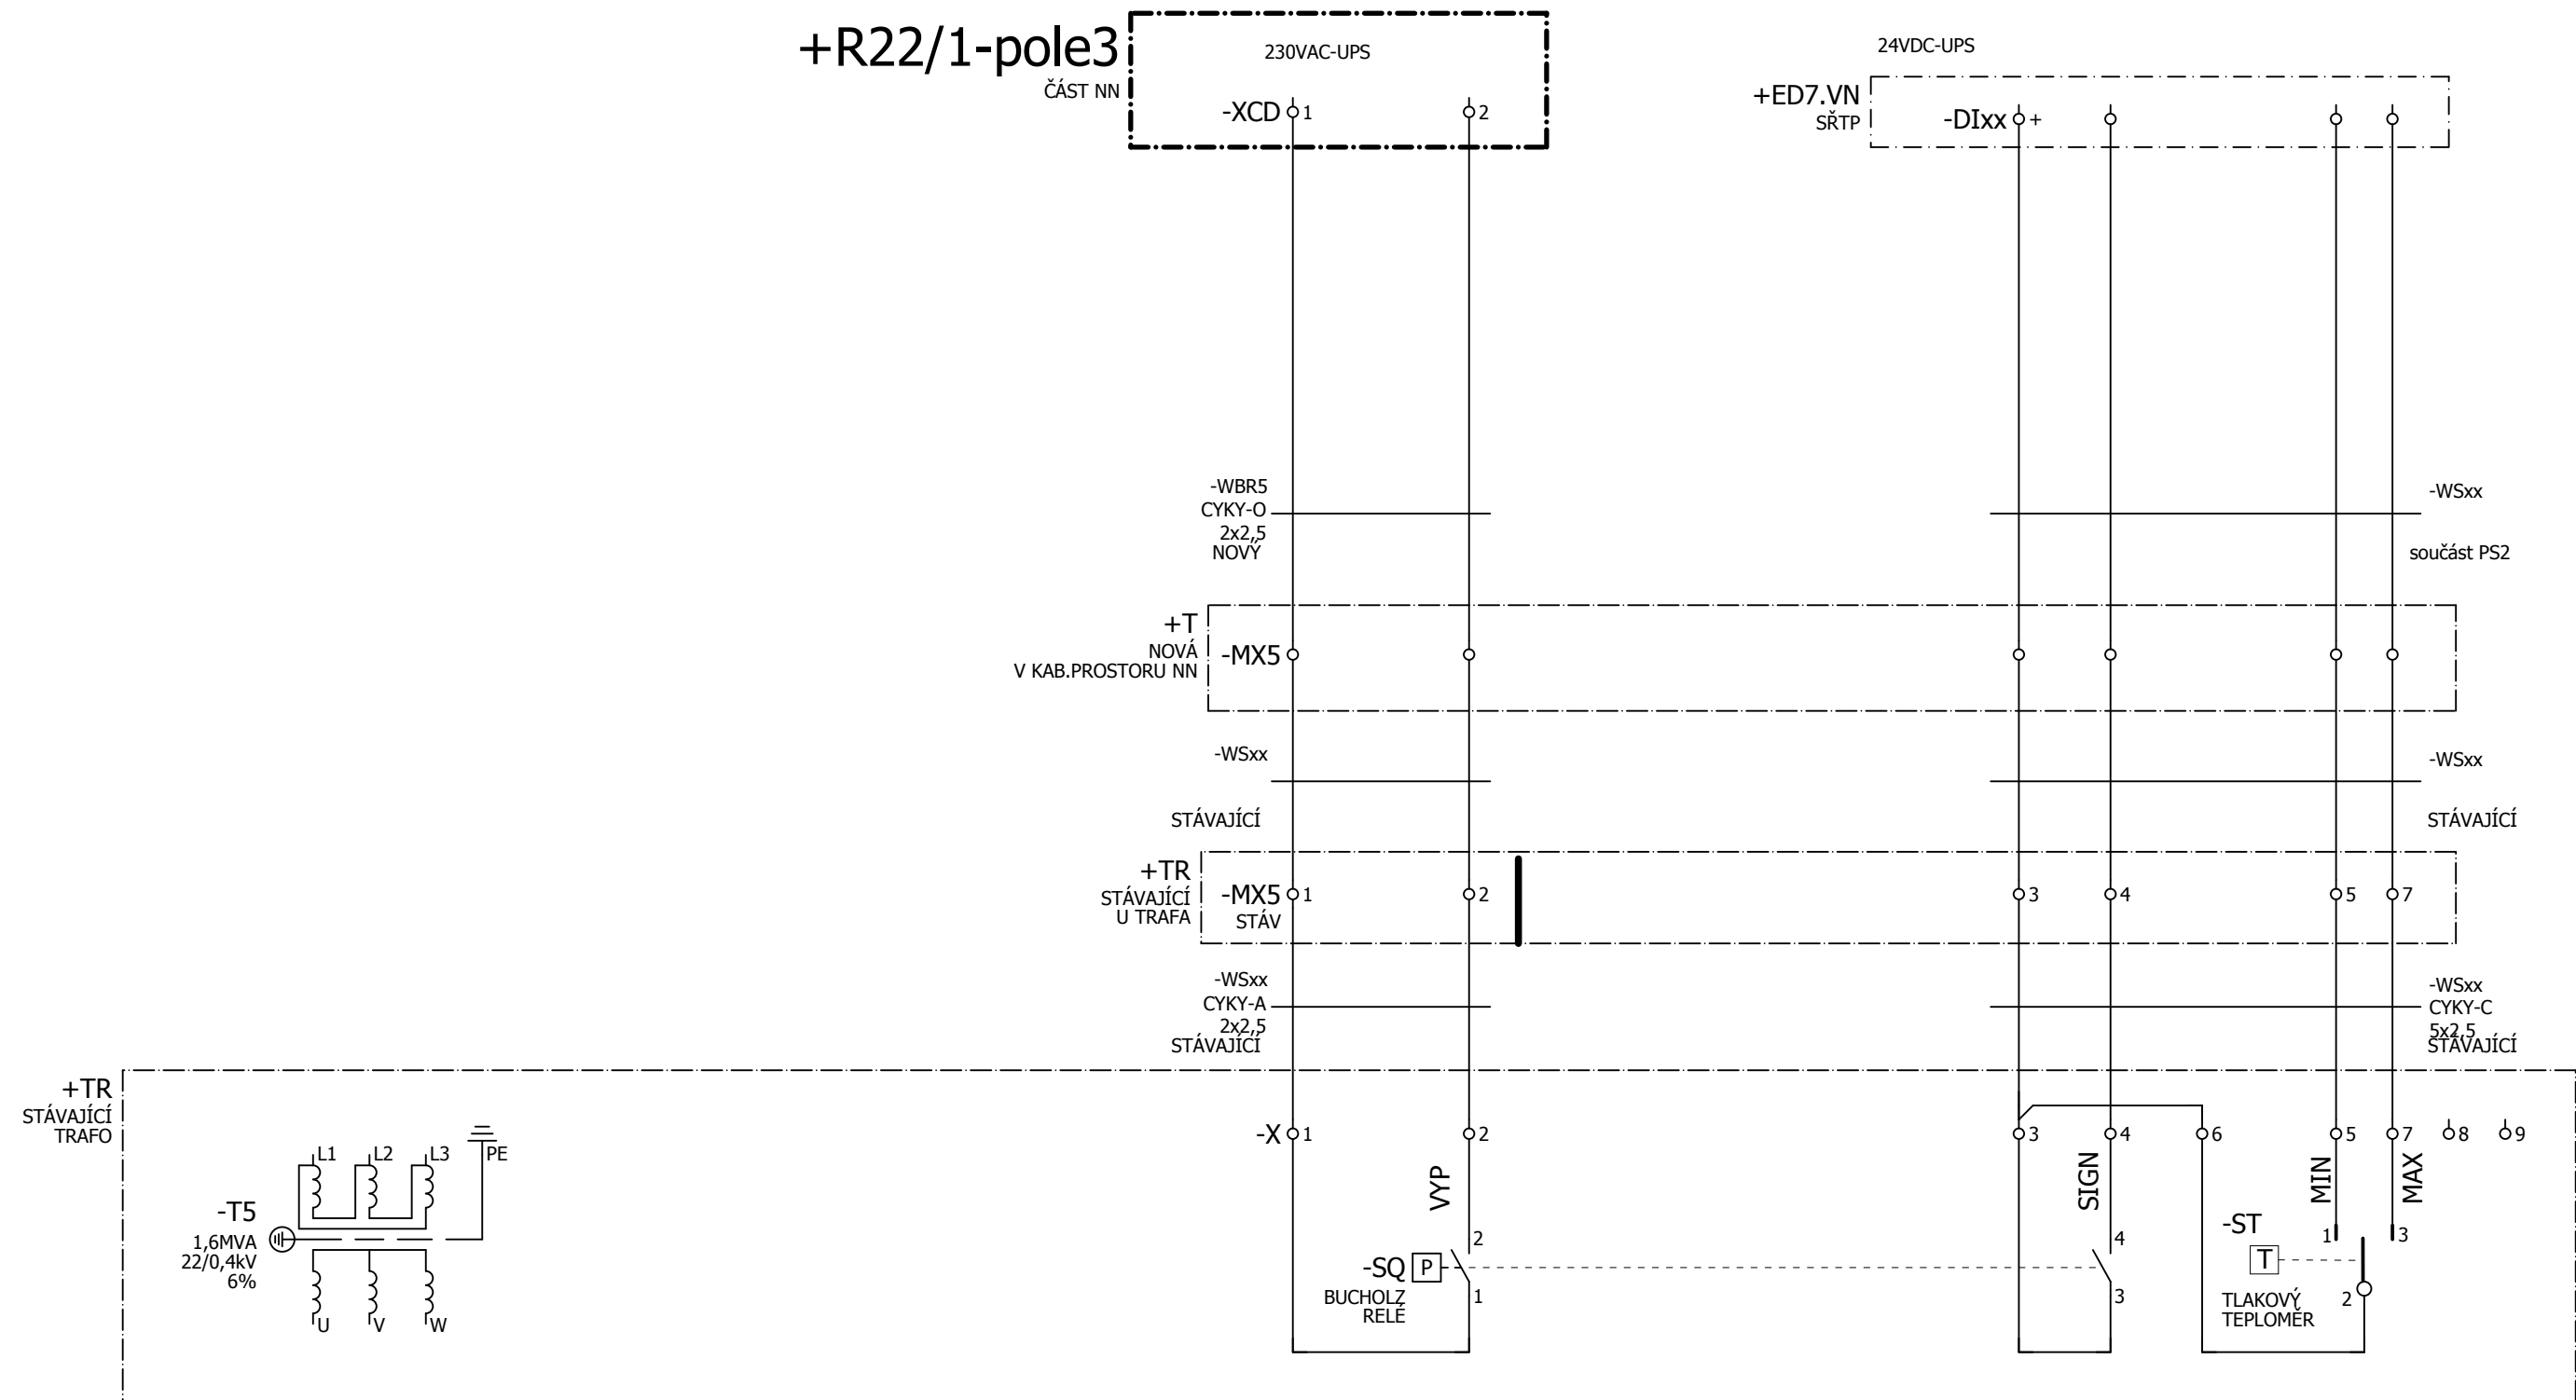 +R22/1-pole3
ČÁST NN
230VAC-UPS
-XCD 1 2
24VDC-UPS
+ED7.VN
SŘTP
-DIxx +
-WBR5
CYKY-O
2x2,5
NOVÝ
-WSxx
součást PS2
+T
NOVÁ
V KAB.PROSTORU NN
-MX5
-WSxx
STÁVAJÍCÍ
-WSxx
STÁVAJÍCÍ
+TR
STÁVAJÍCÍ
U TRAFA
-MX5 1 2 3 4 5 7
STÁV
-WSxx
CYKY-A
2x2,5
STÁVAJÍCÍ
-WSxx
CYKY-C
5x2,5
STÁVAJÍCÍ
+TR
STÁVAJÍCÍ
TRAFO
-X 1 2 3 4 6 5 7 8 9
L1 L2 L3 PE
-T5
1,6MVA
22/0,4kV
6%
U V W
VYP
SIGN
MIN
MAX
2
-SQ P
BUCHOLZ
RELÉ
1
4
3
-ST
T
1 3
TLAKOVÝ
TEPLOMĚR
2